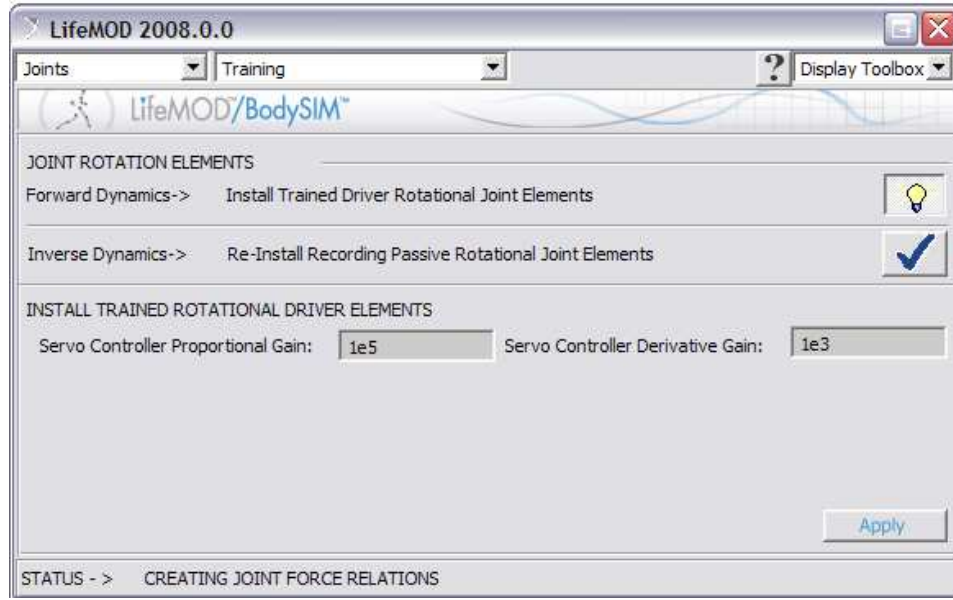 LifeMOD 2008.0.0
Joints Training ? Display Toolbox
LifeMOD™/BodySIM™
JOINT ROTATION ELEMENTS
Forward Dynamics-> Install Trained Driver Rotational Joint Elements
Inverse Dynamics-> Re-Install Recording Passive Rotational Joint Elements
INSTALL TRAINED ROTATIONAL DRIVER ELEMENTS
Servo Controller Proportional Gain: 1e5 Servo Controller Derivative Gain: 1e3
Apply
STATUS - > CREATING JOINT FORCE RELATIONS